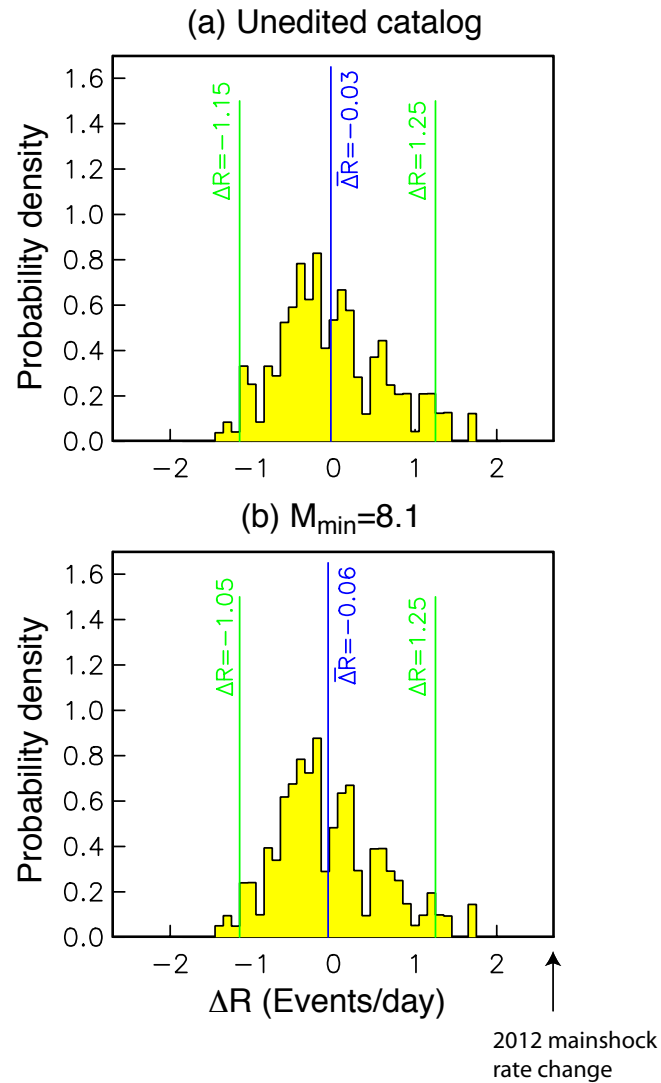 (a) Unedited catalog
Probability density
1.6
1.4
1.2
1.0
0.8
0.6
0.4
0.2
0.0
ΔR=−1.15
Δ̅R=−0.03
ΔR=1.25
−2 −1 0 1 2
(b) Mmin=8.1
Probability density
1.6
1.4
1.2
1.0
0.8
0.6
0.4
0.2
0.0
ΔR=−1.05
Δ̅R=−0.06
ΔR=1.25
−2 −1 0 1 2
ΔR (Events/day)
2012 mainshock
rate change